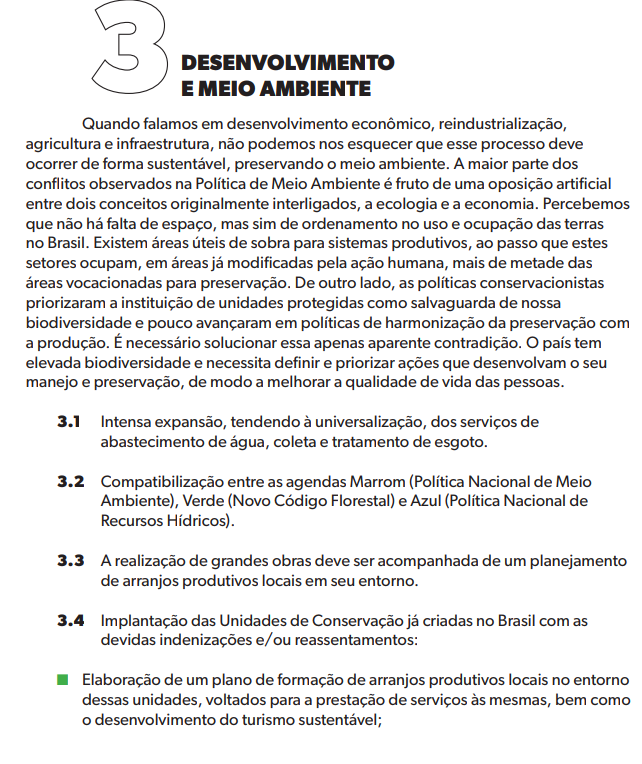 3
DESENVOLVIMENTO
E MEIO AMBIENTE
Quando falamos em desenvolvimento econômico, reindustrialização,
agricultura e infraestrutura, não podemos nos esquecer que esse processo deve
ocorrer de forma sustentável, preservando o meio ambiente. A maior parte dos
conflitos observados na Política de Meio Ambiente é fruto de uma oposição artificial
entre dois conceitos originalmente interligados, a ecologia e a economia. Percebemos
que não há falta de espaço, mas sim de ordenamento no uso e ocupação das terras
no Brasil. Existem áreas úteis de sobra para sistemas produtivos, ao passo que estes
setores ocupam, em áreas já modificadas pela ação humana, mais de metade das
áreas vocacionadas para preservação. De outro lado, as políticas conservacionistas
priorizaram a instituição de unidades protegidas como salvaguarda de nossa
biodiversidade e pouco avançaram em políticas de harmonização da preservação com
a produção. É necessário solucionar essa apenas aparente contradição. O país tem
elevada biodiversidade e necessita definir e priorizar ações que desenvolvam o seu
manejo e preservação, de modo a melhorar a qualidade de vida das pessoas.
3.1 Intensa expansão, tendendo à universalização, dos serviços de
abastecimento de água, coleta e tratamento de esgoto.
3.2 Compatibilização entre as agendas Marrom (Política Nacional de Meio
Ambiente), Verde (Novo Código Florestal) e Azul (Política Nacional de
Recursos Hídricos).
3.3 A realização de grandes obras deve ser acompanhada de um planejamento
de arranjos produtivos locais em seu entorno.
3.4 Implantação das Unidades de Conservação já criadas no Brasil com as
devidas indenizações e/ou reassentamentos:
■ Elaboração de um plano de formação de arranjos produtivos locais no entorno
dessas unidades, voltados para a prestação de serviços às mesmas, bem como
o desenvolvimento do turismo sustentável;